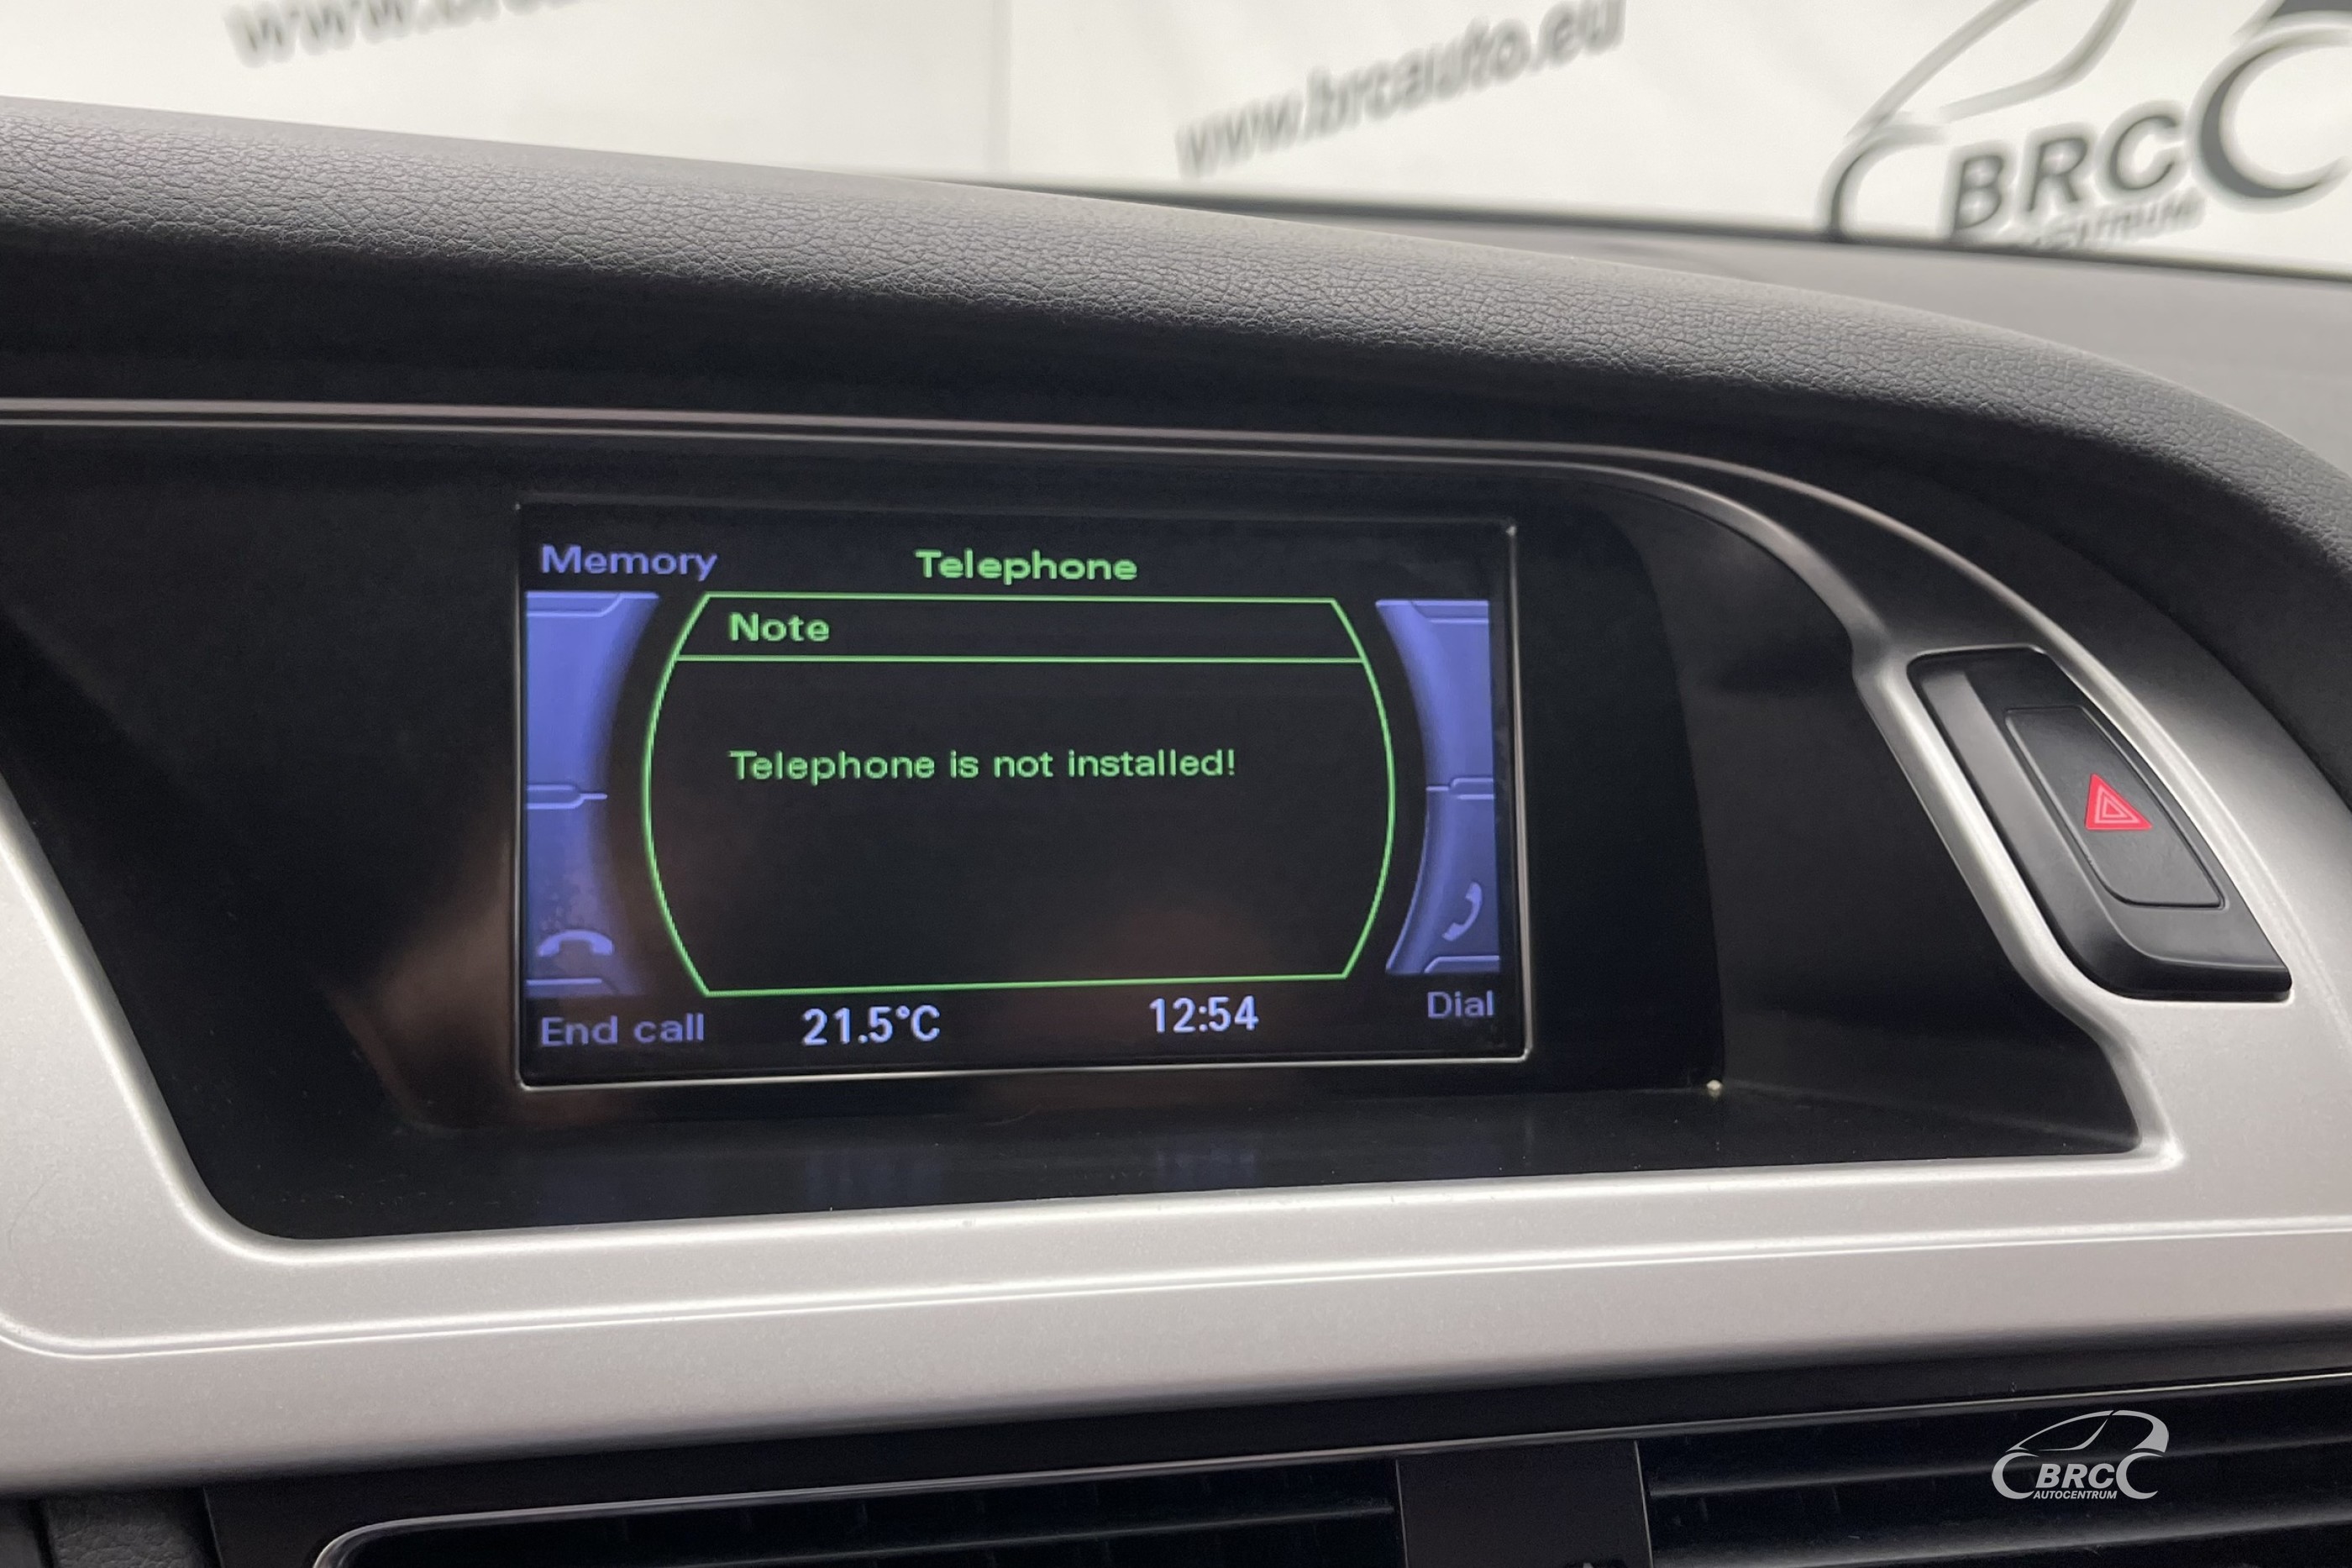 www.brcauto.eu
BRC
Memory
Telephone
Note
Telephone is not installed!
End call
21.5°C
12:54
Dial
BRC
AUTOCENTRUM